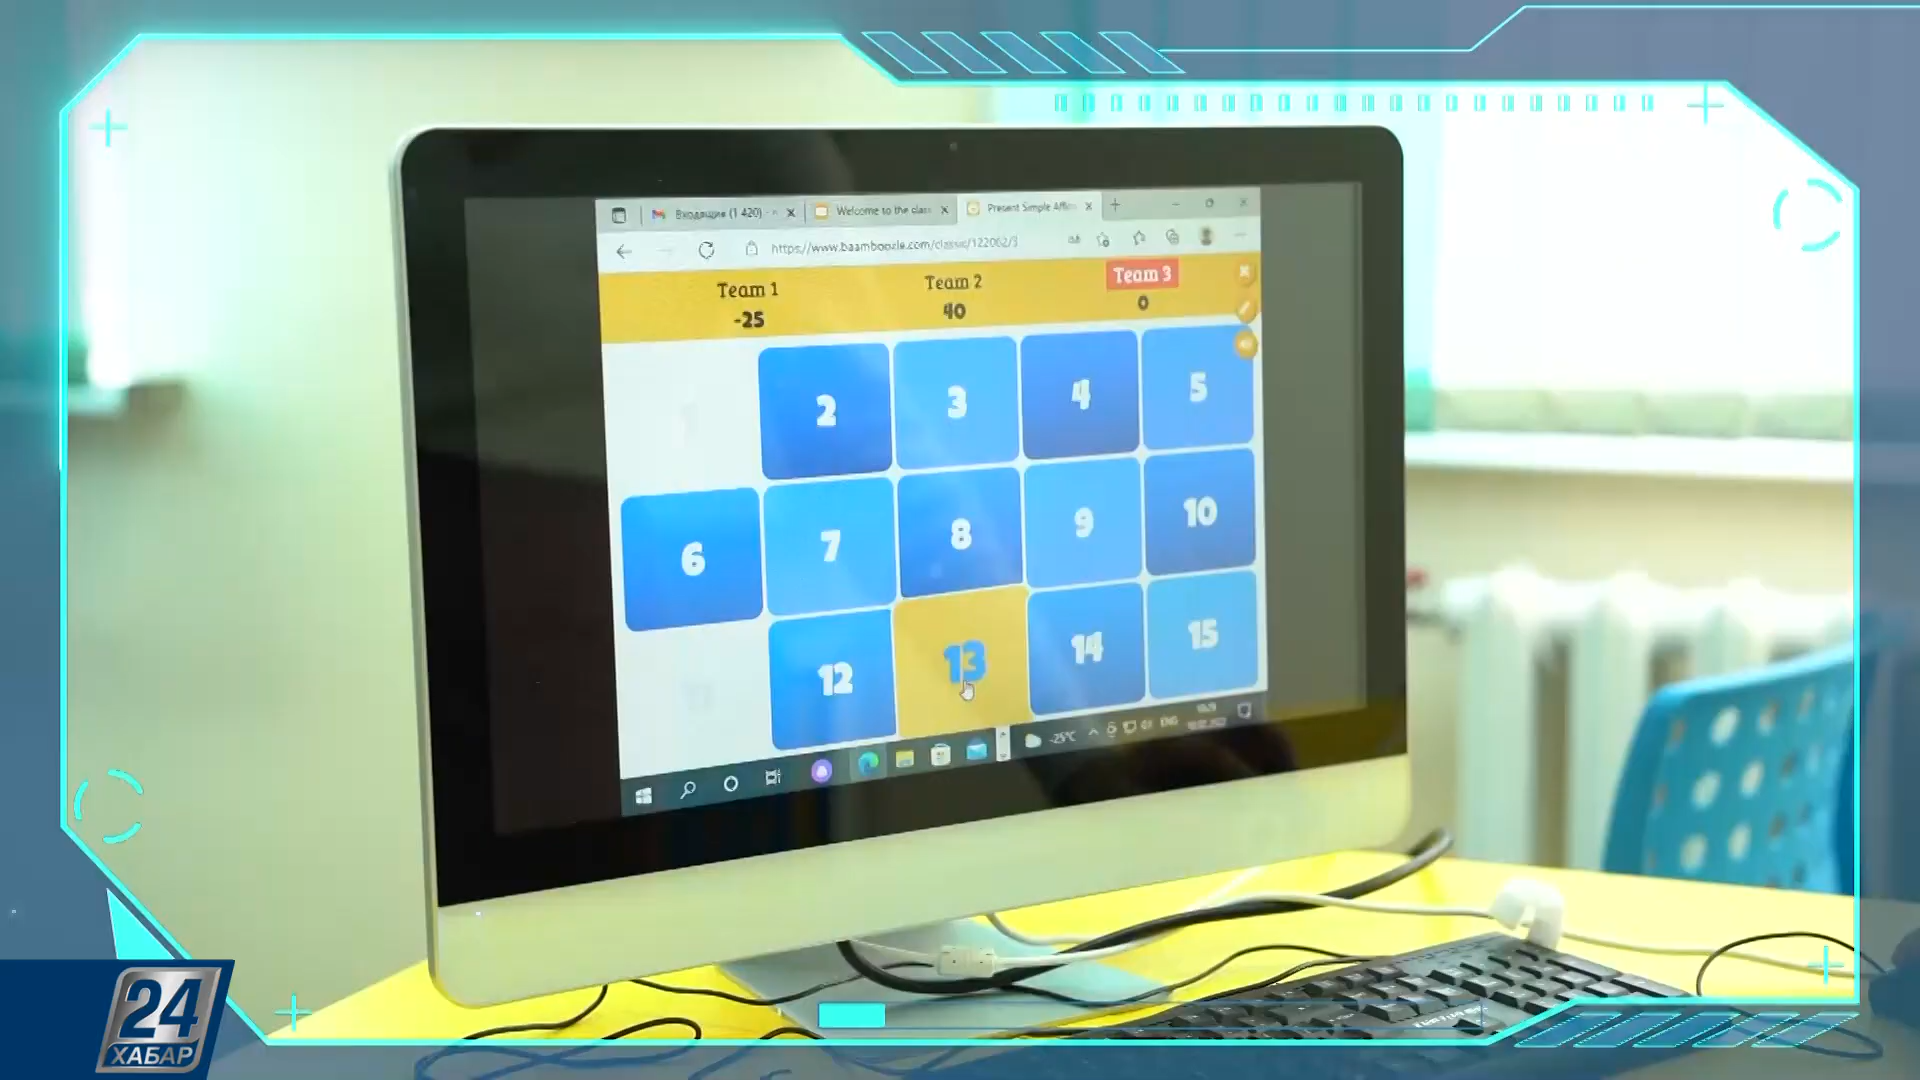 Входящие (1 420) -
Welcome to the class
Present Simple Affir
https://www.baamboozle.com/classic/122062/3
Team 1
Team 2
Team 3
-25
40
0
2
3
4
5
6
7
8
9
10
12
13
14
15
-25°C
ENG
24
ХАБАР